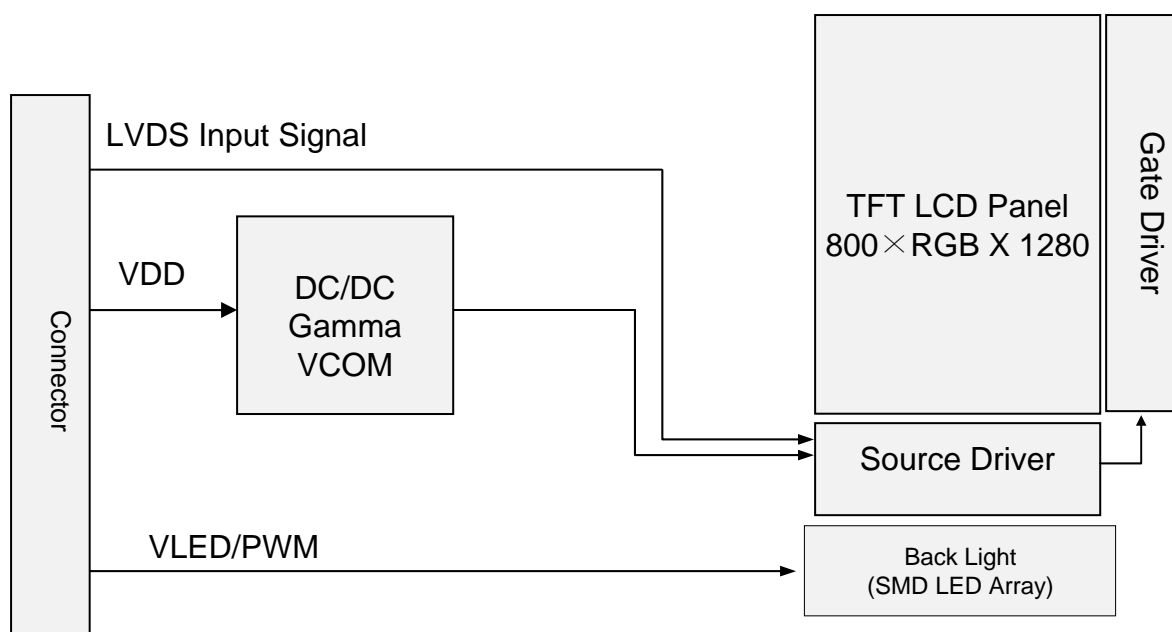 LVDS Input Signal
VDD
DC/DC
Gamma
VCOM
Connector
VLED/PWM
TFT LCD Panel
800×RGB X 1280
Gate Driver
Source Driver
Back Light
(SMD LED Array)